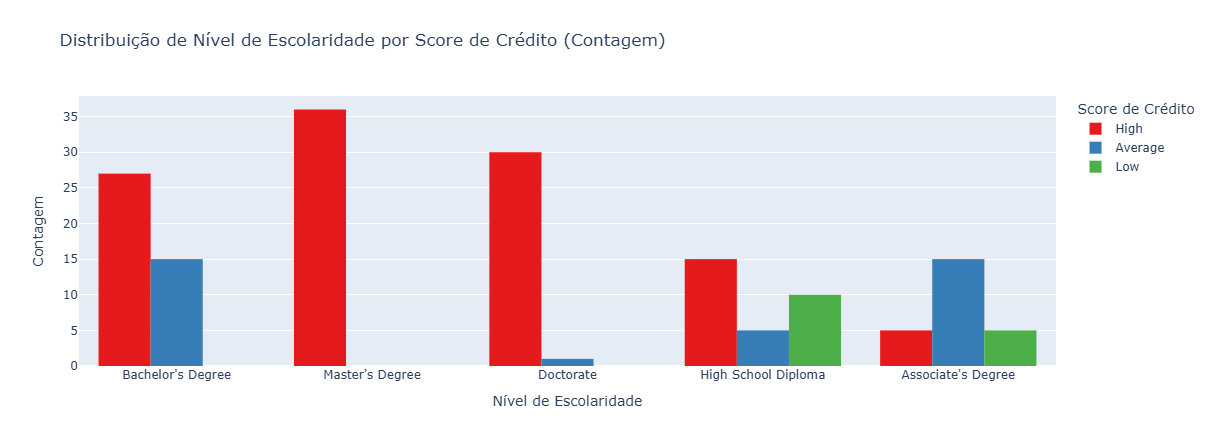 Distribuição de Nível de Escolaridade por Score de Crédito (Contagem)
Score de Crédito
High
Average
Low
Contagem
35
30
25
20
15
10
5
0
Bachelor's Degree
Master's Degree
Doctorate
High School Diploma
Associate's Degree
Nível de Escolaridade